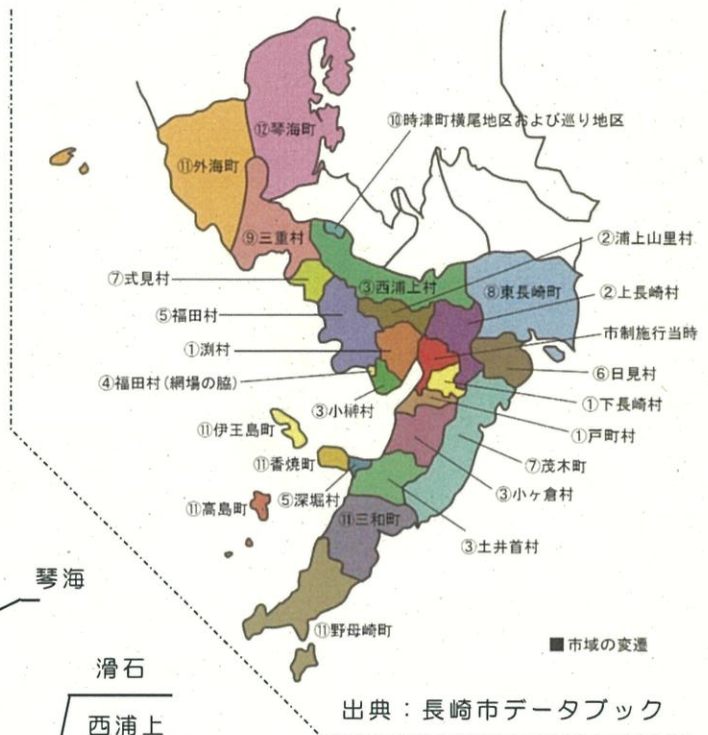 ⑫琴海町
⑩時津町横尾地区および巡り地区
⑪外海町
⑨三重村
②浦上山里村
⑦式見村
③西浦上村
⑧東長崎町
②上長崎村
⑤福田村
市制施行当時
①渕村
⑥日見村
④福田村(網場の脇)
①下長崎村
③小榊村
①戸町村
⑪伊王島町
⑦茂木町
⑪香焼町
③小ヶ倉村
⑤深堀村
⑪高島町
⑪三和町
③土井首村
琴海
⑪野母崎町
■市域の変遷
滑石
西浦上
出典:長崎市データブック